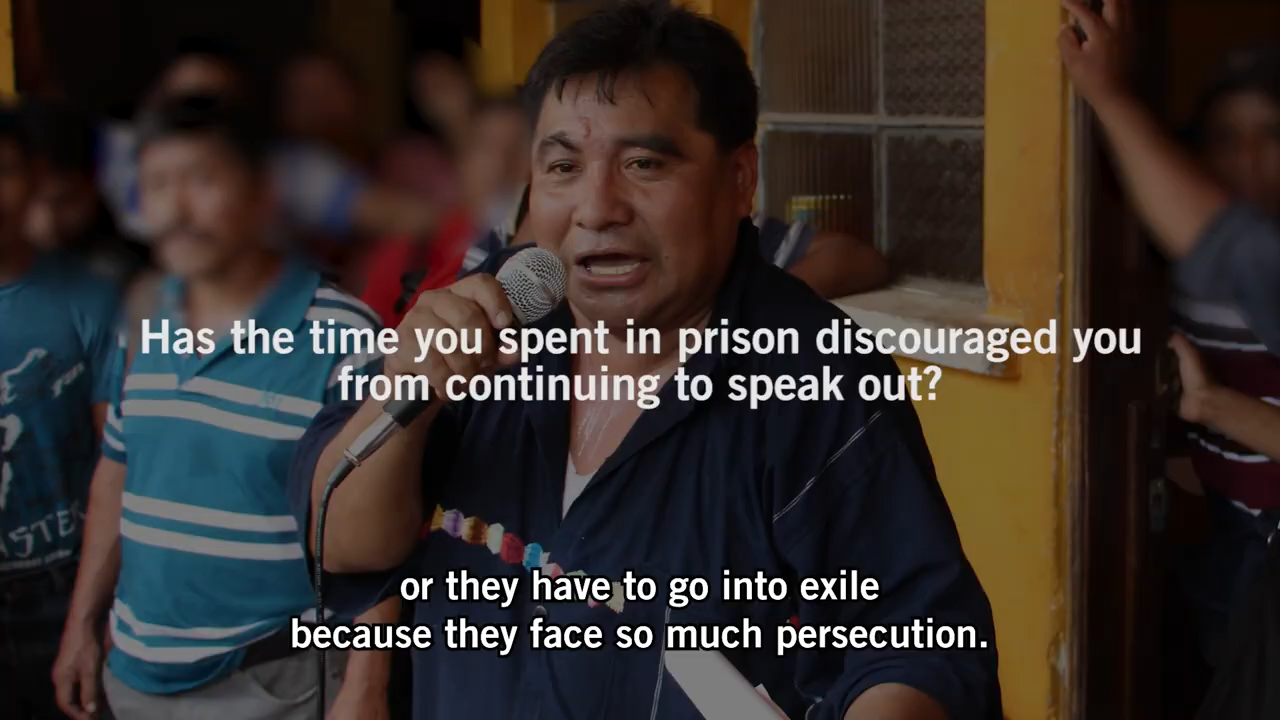 Has the time you spent in prison discouraged you
from continuing to speak out?
or they have to go into exile
because they face so much persecution.